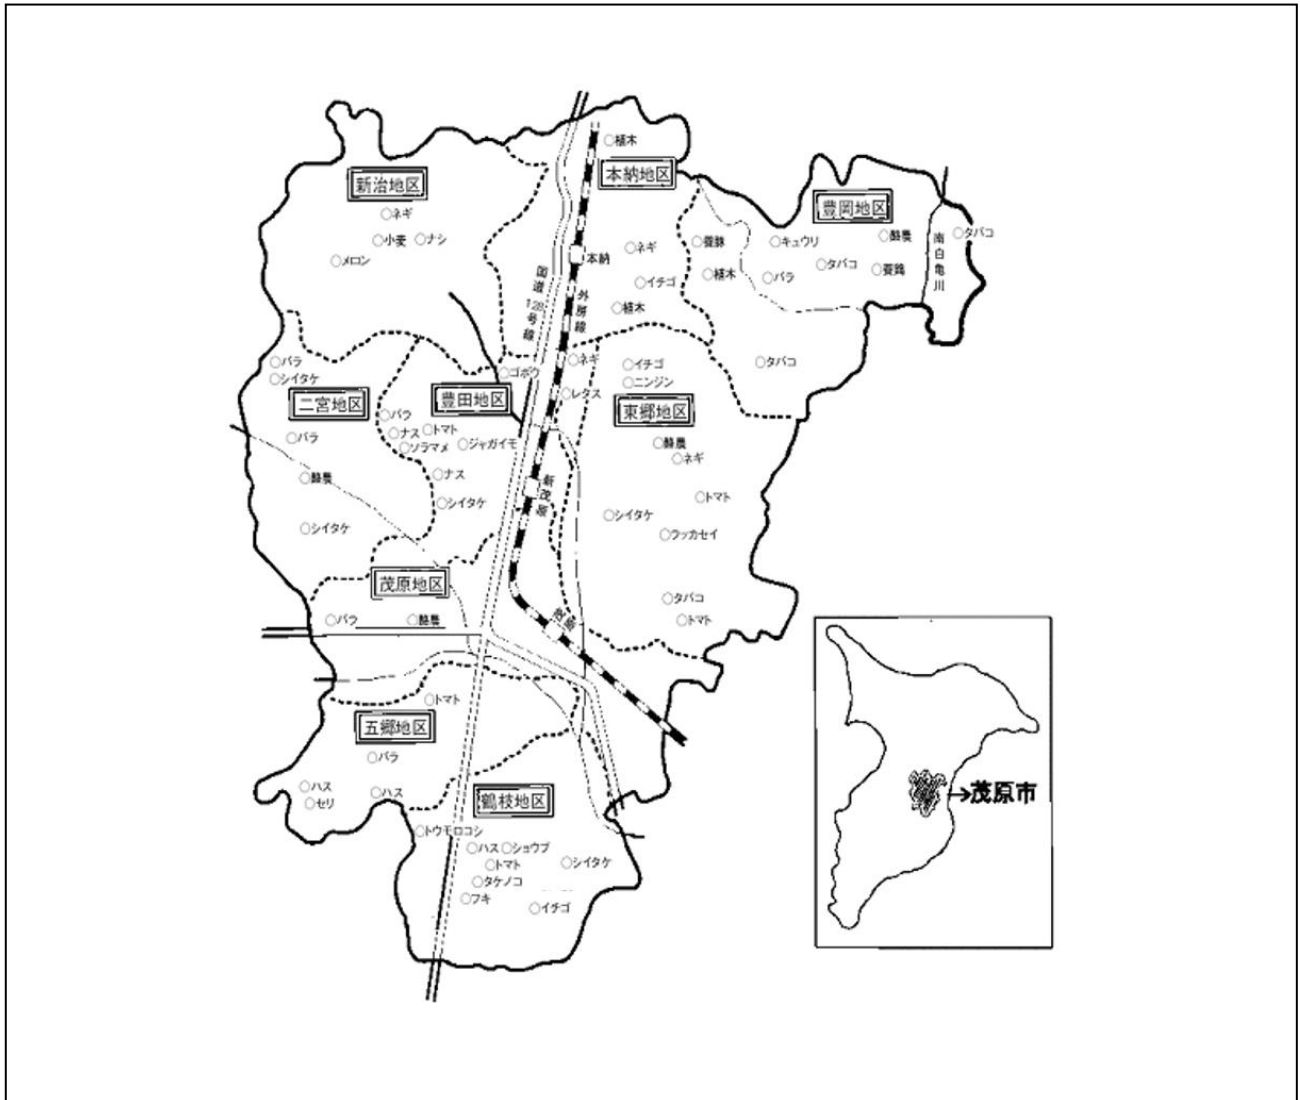 植木
本納地区
新治地区
ネギ
小麦
ナシ
メロン
豊岡地区
酪農
タバコ
キュウリ
タバコ
養鶏
バラ
南白亀川
養豚
植木
ネギ
本納
イチゴ
植木
国道128号線
外房線
タバコ
バラ
シイタケ
二宮地区
バラ
酪農
シイタケ
ゴボウ
豊田地区
バラ
ナス
トマト
ソラマメ
ジャガイモ
ナス
シイタケ
ネギ
レタス
新茂原
イチゴ
ニンジン
東郷地区
酪農
ネギ
トマト
シイタケ
ラッカセイ
タバコ
トマト
茂原地区
バラ
酪農
トマト
五郷地区
バラ
ハス
セリ
ハス
鶴枝地区
トウモロコシ
ハス
ショウブ
トマト
シイタケ
タケノコ
フキ
イチゴ
茂原市